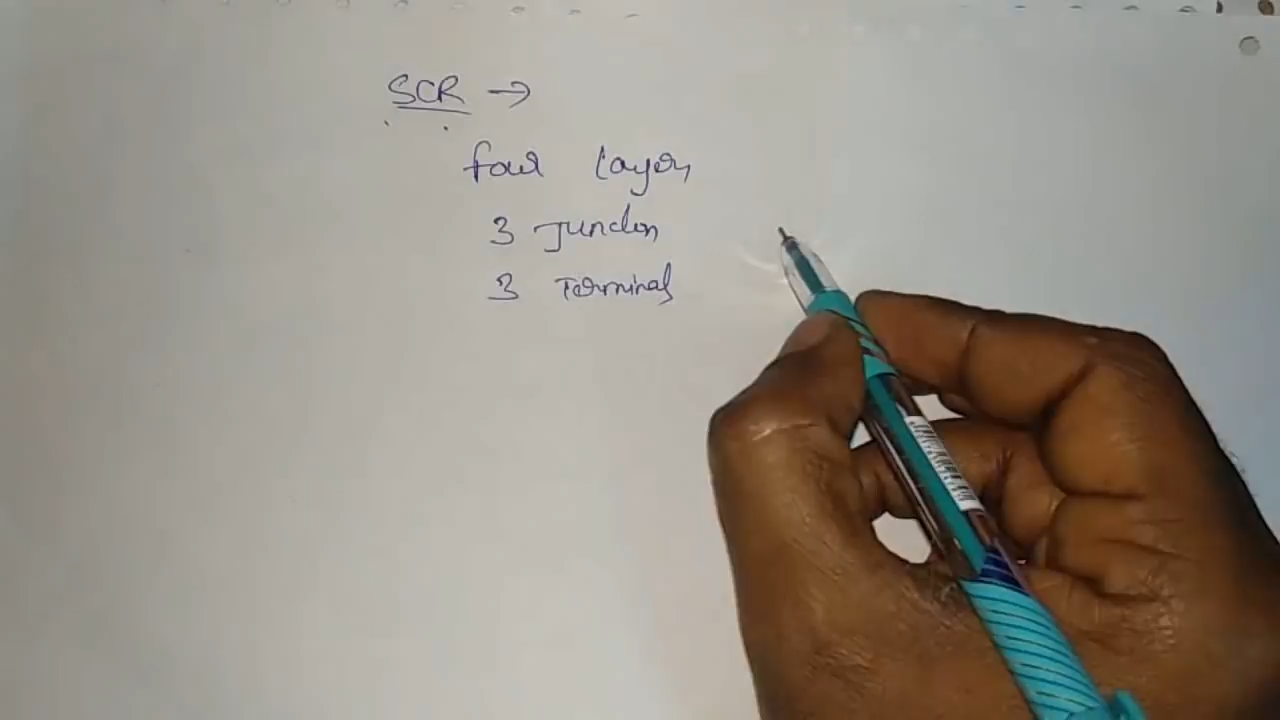 SCR →
four layer
3 Junction
3 Terminal